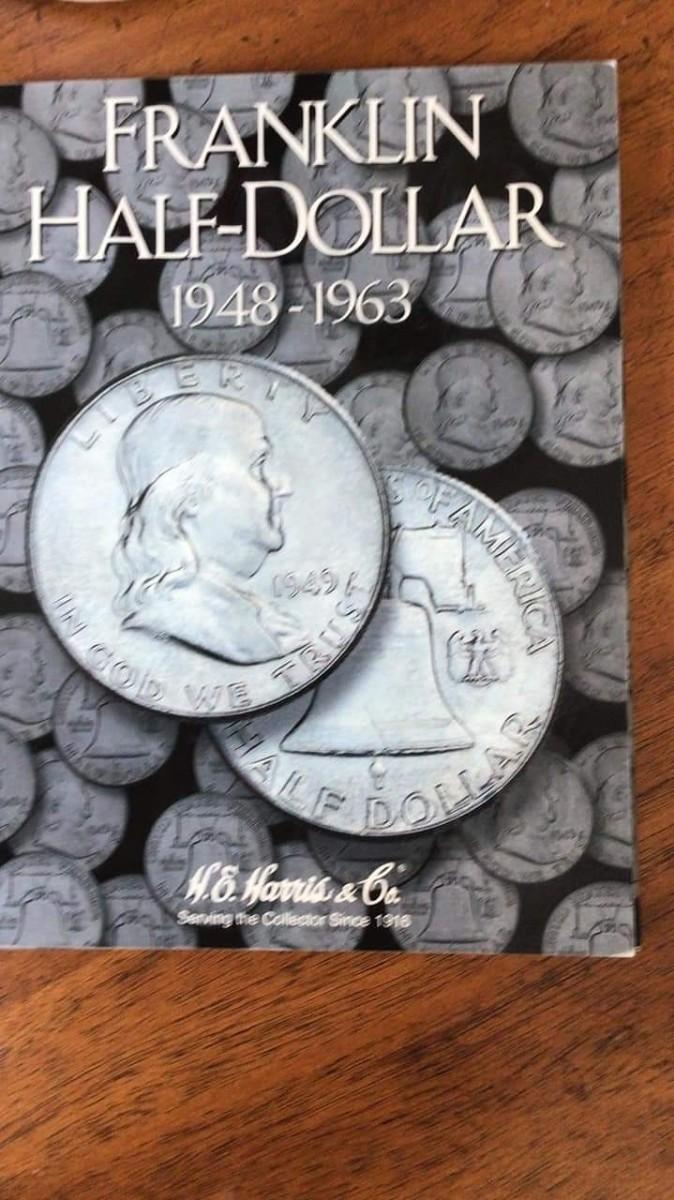 FRANKLIN
HALF-DOLLAR
1948-1963
LIBERTY
1949
IN GOD WE TRUST
S OF AMERICA
HALF DOLLAR
H.E. Harris & Co.
Serving the Collector Since 1916